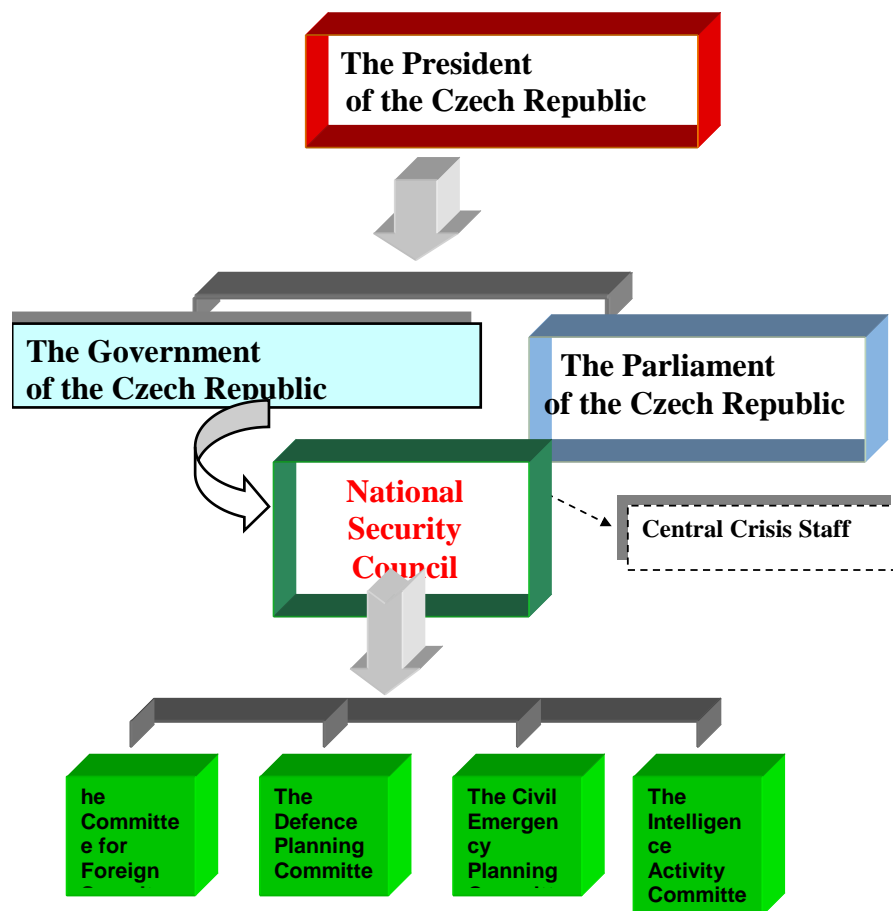 The President
of the Czech Republic
The Government
of the Czech Republic
The Parliament
of the Czech Republic
National
Security
Council
Central Crisis Staff
he
Committe
e for
Foreign
The
Defence
Planning
Committe
The Civil
Emergen
cy
Planning
The
Intelligen
ce
Activity
Committe